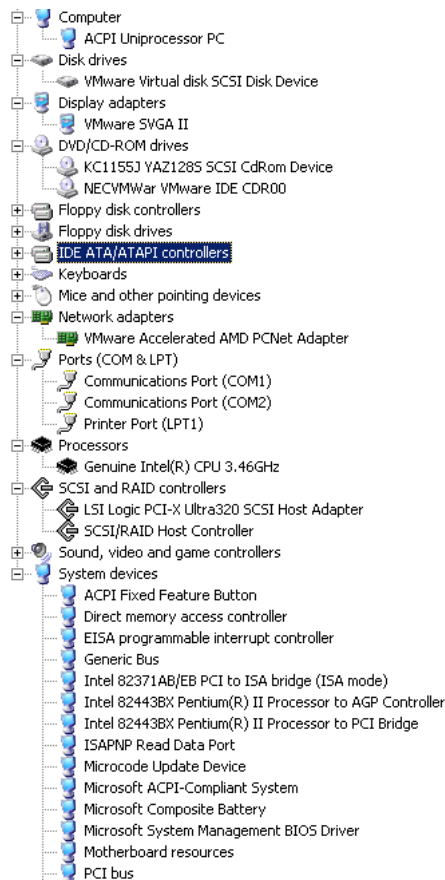 Computer
ACPI Uniprocessor PC
Disk drives
VMware Virtual disk SCSI Disk Device
Display adapters
VMware SVGA II
DVD/CD-ROM drives
KC1155J YAZ128S SCSI CdRom Device
NECVMWar VMware IDE CDR00
Floppy disk controllers
Floppy disk drives
IDE ATA/ATAPI controllers
Keyboards
Mice and other pointing devices
Network adapters
VMware Accelerated AMD PCNet Adapter
Ports (COM & LPT)
Communications Port (COM1)
Communications Port (COM2)
Printer Port (LPT1)
Processors
Genuine Intel(R) CPU 3.46GHz
SCSI and RAID controllers
LSI Logic PCI-X Ultra320 SCSI Host Adapter
SCSI/RAID Host Controller
Sound, video and game controllers
System devices
ACPI Fixed Feature Button
Direct memory access controller
EISA programmable interrupt controller
Generic Bus
Intel 82371AB/EB PCI to ISA bridge (ISA mode)
Intel 82443BX Pentium(R) II Processor to AGP Controller
Intel 82443BX Pentium(R) II Processor to PCI Bridge
ISAPNP Read Data Port
Microcode Update Device
Microsoft ACPI-Compliant System
Microsoft Composite Battery
Microsoft System Management BIOS Driver
Motherboard resources
PCI bus